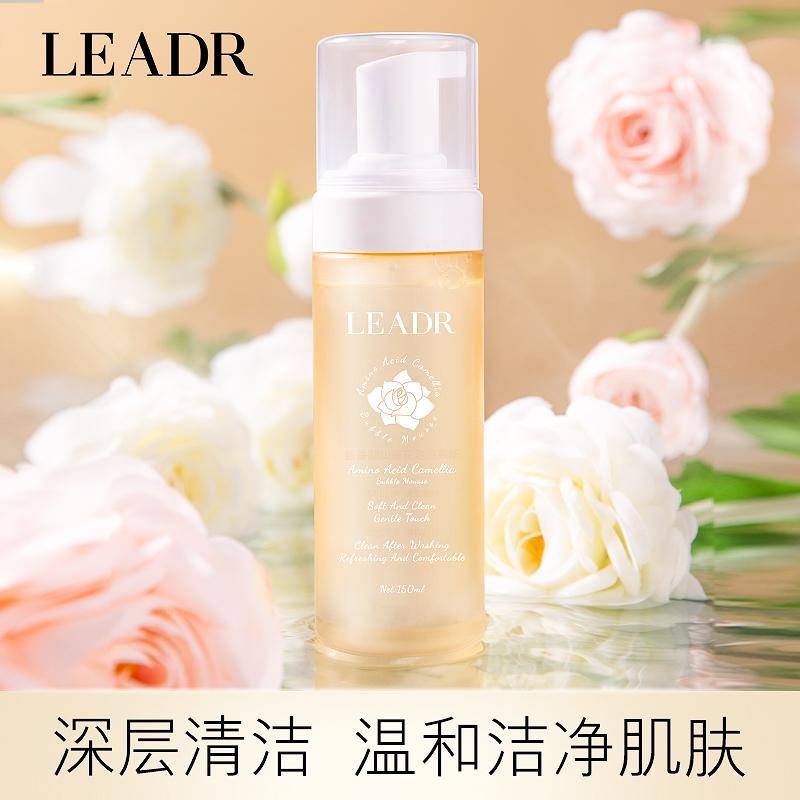 LEADR
LEADR
Amino Acid Camellia
Bubble Mousse
Amino Acid Camellia
Bubble Mousse
Soft And Clean
Gentle Touch
Clean After Washing
Refreshing And Comfortable
Net:150ml
深层清洁 温和洁净肌肤